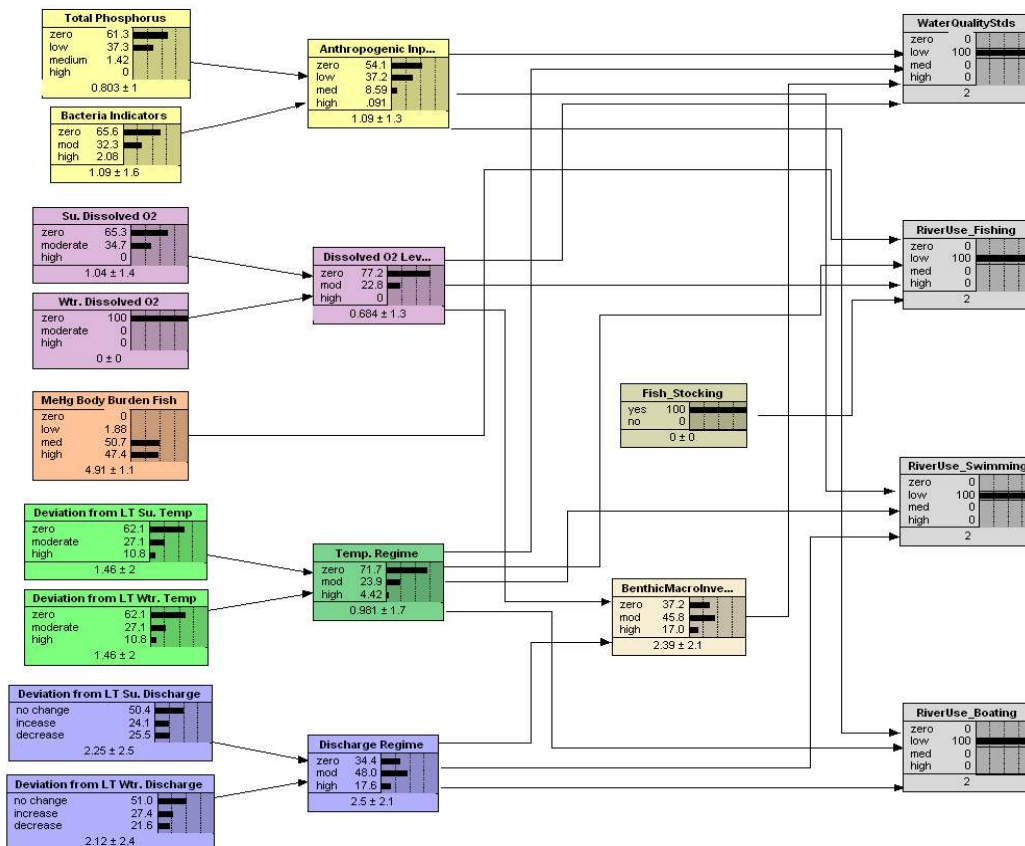 Total Phosphorus
zero 61.3
low 37.3
medium 1.42
high 0
0.803 ± 1
Bacteria Indicators
zero 65.6
mod 32.3
high 2.08
1.09 ± 1.6
Anthropogenic Inp...
zero 54.1
low 37.2
med 8.59
high .091
1.09 ± 1.3
WaterQualityStds
zero 0
low 100
med 0
high 0
2
Su. Dissolved O2
zero 65.3
moderate 34.7
high 0
1.04 ± 1.4
Wtr. Dissolved O2
zero 100
moderate 0
high 0
0 ± 0
Dissolved O2 Lev...
zero 77.2
mod 22.8
high 0
0.684 ± 1.3
RiverUse_Fishing
zero 0
low 100
med 0
high 0
2
MeHg Body Burden Fish
zero 0
low 1.88
med 50.7
high 47.4
4.91 ± 1.1
Fish_Stocking
yes 100
no 0
0 ± 0
RiverUse_Swimming
zero 0
low 100
med 0
high 0
2
Deviation from LT Su. Temp
zero 62.1
moderate 27.1
high 10.8
1.46 ± 2
Deviation from LT Wtr. Temp
zero 62.1
moderate 27.1
high 10.8
1.46 ± 2
Temp. Regime
zero 71.7
mod 23.9
high 4.42
0.981 ± 1.7
BenthicMacroInve...
zero 37.2
mod 45.8
high 17.0
2.39 ± 2.1
Deviation from LT Su. Discharge
no change 50.4
incease 24.1
decrease 25.5
2.25 ± 2.5
Deviation from LT Wtr. Discharge
no change 51.0
increase 27.4
decrease 21.6
2.12 ± 2.4
Discharge Regime
zero 34.4
mod 48.0
high 17.6
2.5 ± 2.1
RiverUse_Boating
zero 0
low 100
med 0
high 0
2